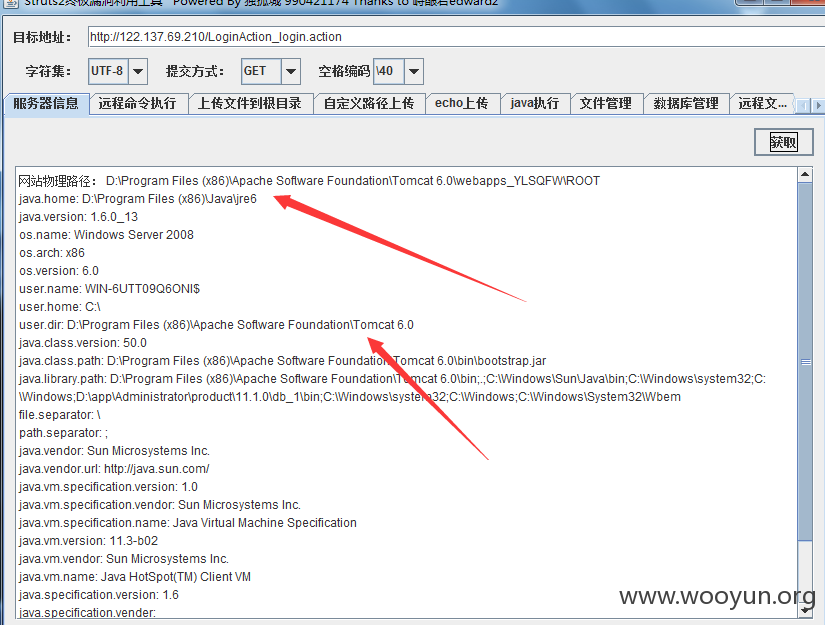 Struts2终极漏洞利用工具 Powered By 独孤城 990421174 Thanks to
目标地址： http://122.137.69.210/LoginAction_login.action
字符集： UTF-8 提交方式： GET 空格编码 \40
服务器信息 远程命令执行 上传文件到根目录 自定义路径上传 echo上传 java执行 文件管理 数据库管理 远程文...
获取
网站物理路径： D:\Program Files (x86)\Apache Software Foundation\Tomcat 6.0\webapps_YLSQFW\ROOT
java.home: D:\Program Files (x86)\Java\jre6
java.version: 1.6.0_13
os.name: Windows Server 2008
os.arch: x86
os.version: 6.0
user.name: WIN-6UTT09Q6ONI$
user.home: C:\
user.dir: D:\Program Files (x86)\Apache Software Foundation\Tomcat 6.0
java.class.version: 50.0
java.class.path: D:\Program Files (x86)\Apache Software Foundation\Tomcat 6.0\bin\bootstrap.jar
java.library.path: D:\Program Files (x86)\Apache Software Foundation\Tomcat 6.0\bin;.;C:\Windows\Sun\Java\bin;C:\Windows\system32;C:
\Windows;D:\app\Administrator\product\11.1.0\db_1\bin;C:\Windows\system32;C:\Windows;C:\Windows\System32\Wbem
file.separator: \
path.separator: ;
java.vendor: Sun Microsystems Inc.
java.vendor.url: http://java.sun.com/
java.vm.specification.version: 1.0
java.vm.specification.vendor: Sun Microsystems Inc.
java.vm.specification.name: Java Virtual Machine Specification
java.vm.version: 11.3-b02
java.vm.vendor: Sun Microsystems Inc.
java.vm.name: Java HotSpot(TM) Client VM
java.specification.version: 1.6
java.specification.vender:
www.wooyun.org